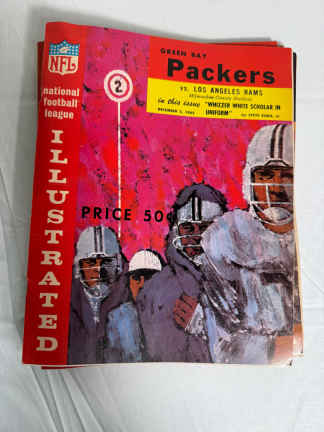 NFL
national
football
league
ILLUSTRATED
GREEN BAY
Packers
VS. LOS ANGELES RAMS
Milwaukee County Stadium
in this issue "WHIZZER WHITE SCHOLAR IN
UNIFORM"
2
PRICE 50¢